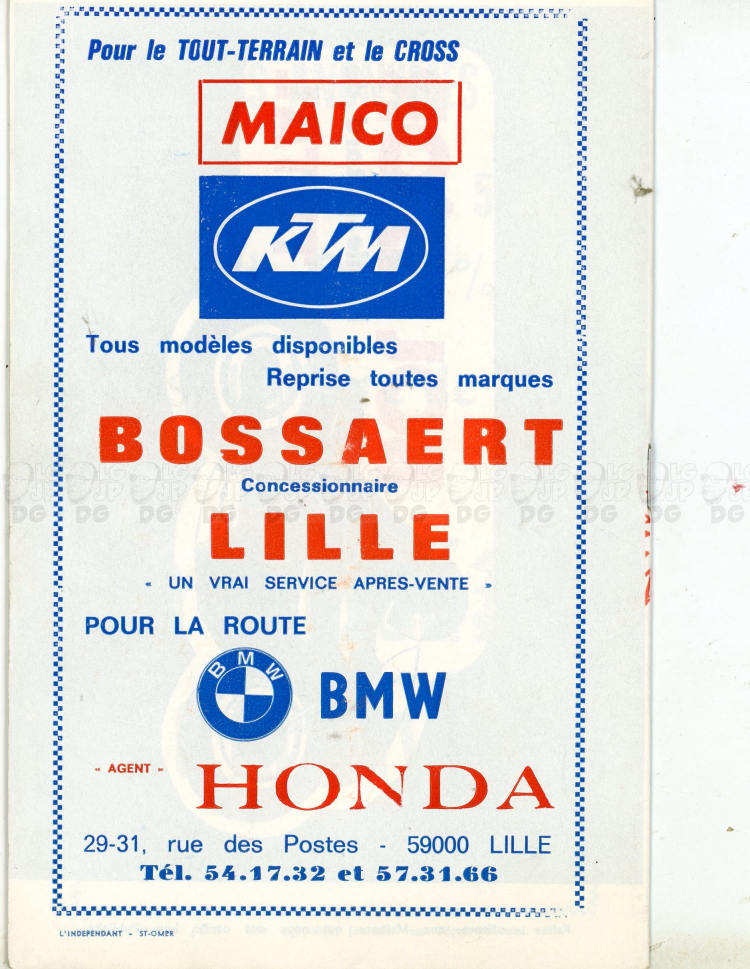 Pour le TOUT-TERRAIN et le CROSS
MAICO
KTM
Tous modèles disponibles
Reprise toutes marques
BOSSAERT
Concessionnaire
LILLE
« UN VRAI SERVICE APRES-VENTE »
POUR LA ROUTE
BMW BMW
« AGENT » HONDA
29-31, rue des Postes - 59000 LILLE
Tél. 54.17.32 et 57.31.66
L'INDEPENDANT - ST-OMER